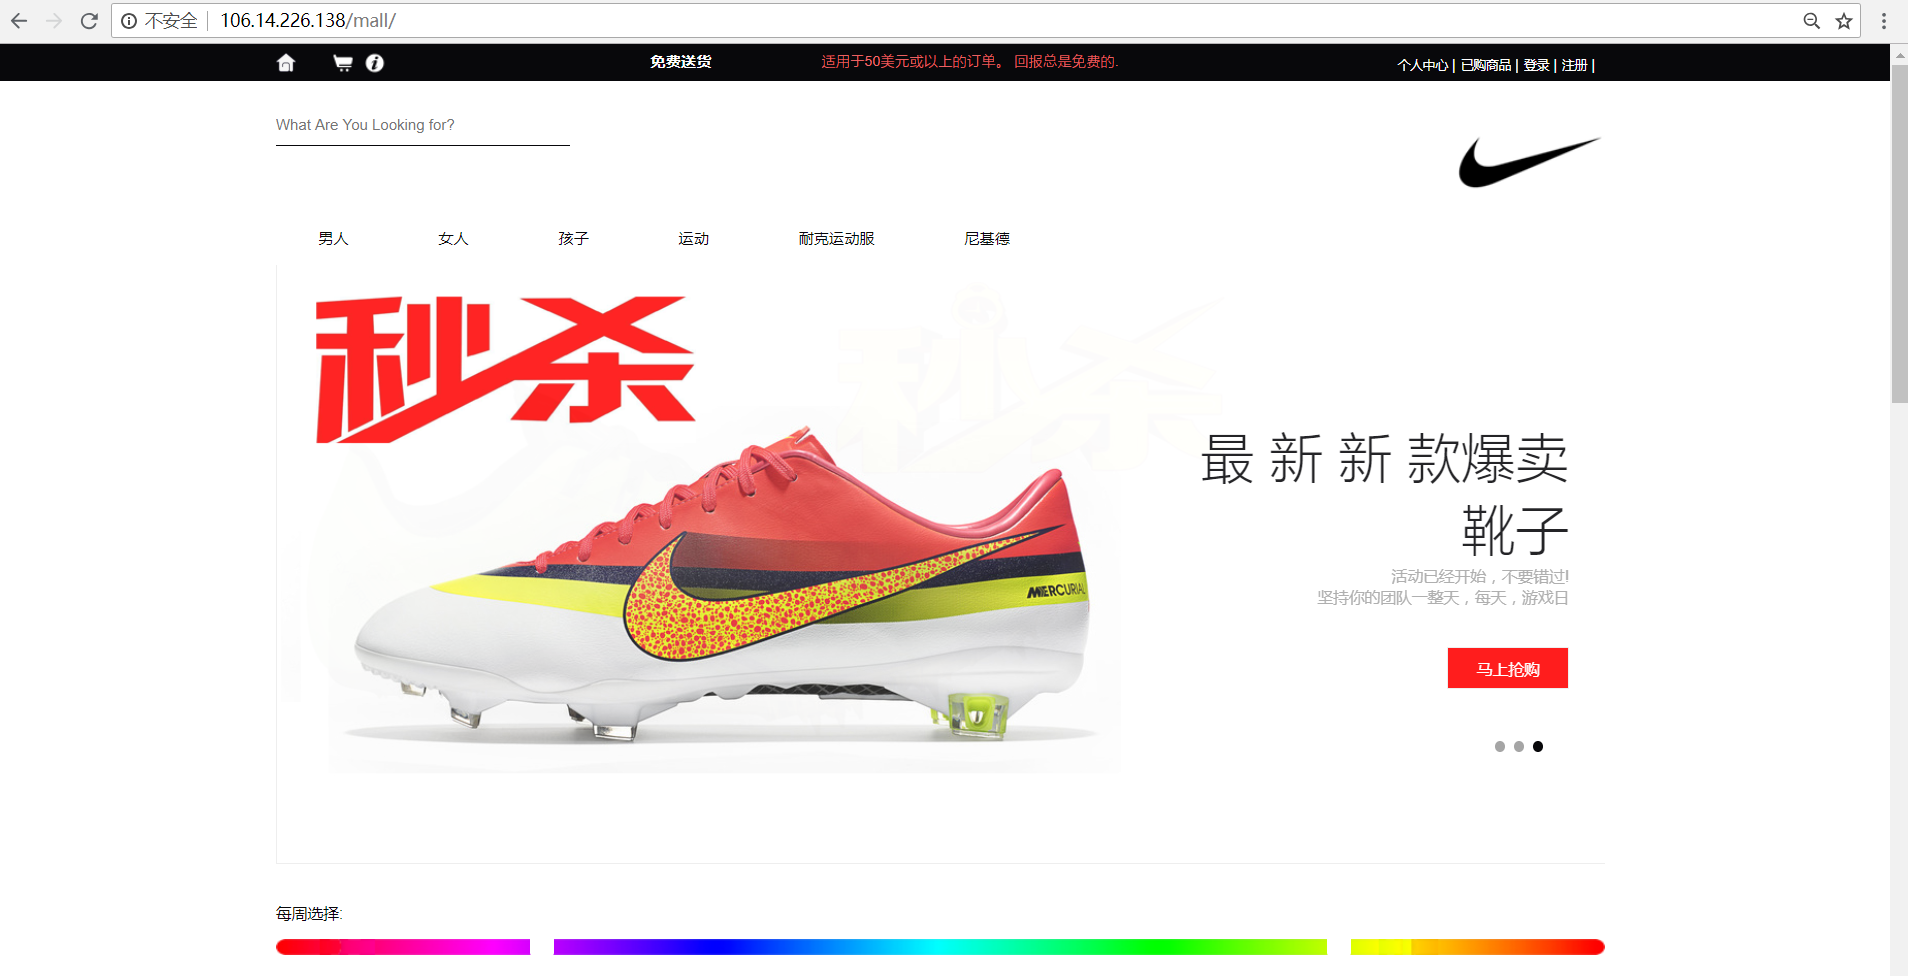 不安全 106.14.226.138/mall/
免费送货 适用于50美元或以上的订单。 回报总是免费的. 个人中心 | 已购商品 | 登录 | 注册 |
What Are You Looking for?
男人 女人 孩子 运动 耐克运动服 尼基德
秒杀
秒杀
最 新 新 款爆卖
靴子
MERCURIAL
活动已经开始，不要错过!
坚持你的团队一整天，每天，游戏日
马上抢购
每周选择: